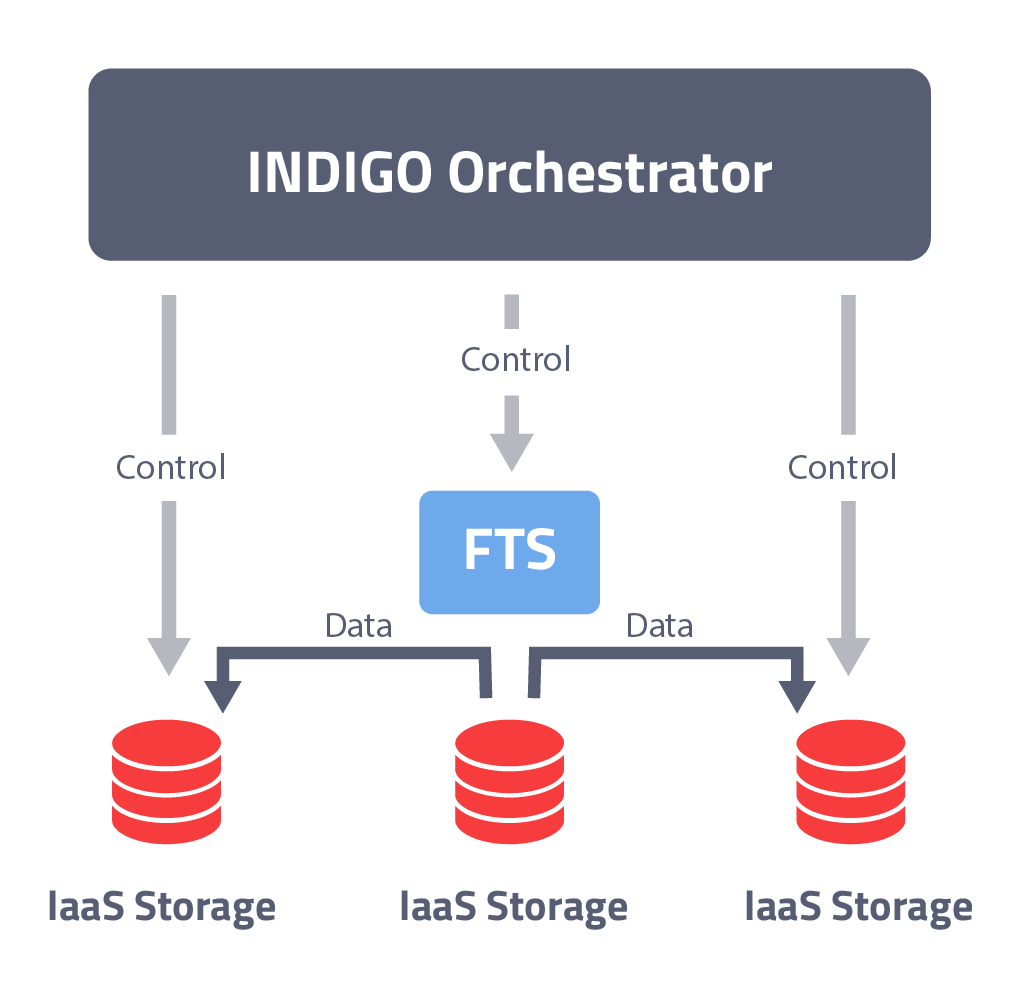 INDIGO Orchestrator
Control
Control
Control
FTS
Data
Data
IaaS Storage
IaaS Storage
IaaS Storage